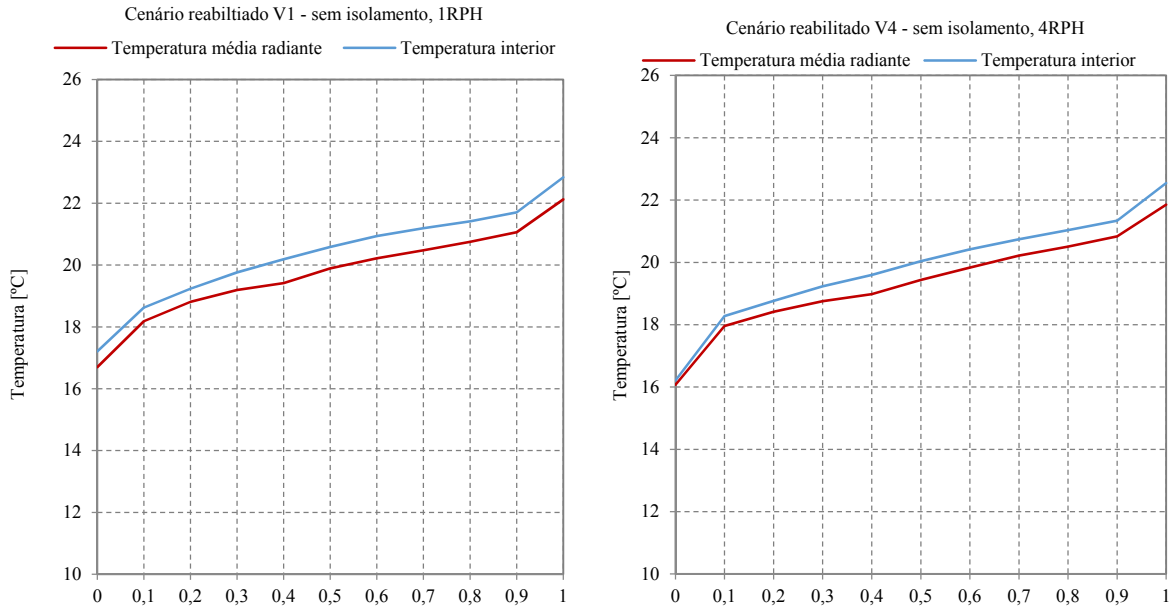 Cenário reabiltiado V1 - sem isolamento, 1RPH
Temperatura média radiante Temperatura interior
26
24
22
20
18
16
14
12
10
Temperatura [ºC]
0 0,1 0,2 0,3 0,4 0,5 0,6 0,7 0,8 0,9 1
Cenário reabilitado V4 - sem isolamento, 4RPH
Temperatura média radiante Temperatura interior
26
24
22
20
18
16
14
12
10
Temperatura [ºC]
0 0,1 0,2 0,3 0,4 0,5 0,6 0,7 0,8 0,9 1